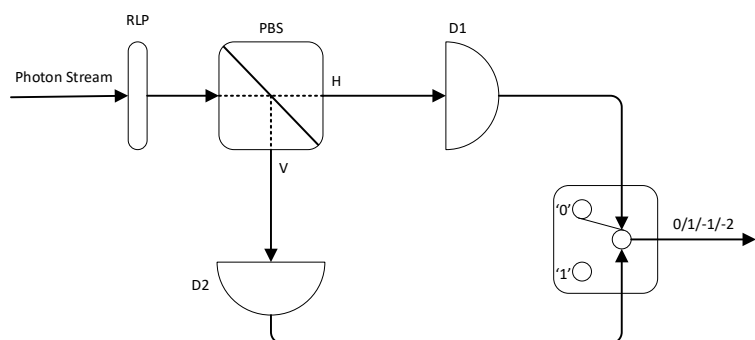 RLP
PBS
D1
Photon Stream
H
V
‘0’
0/1/-1/-2
‘1’
D2